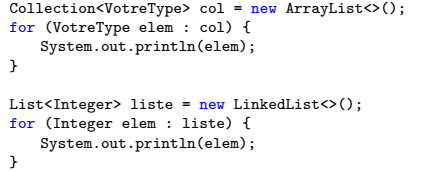 Collection<VotreType> col = new ArrayList<>();
for (VotreType elem : col) {
    System.out.println(elem);
}

List<Integer> liste = new LinkedList<>();
for (Integer elem : liste) {
    System.out.println(elem);
}